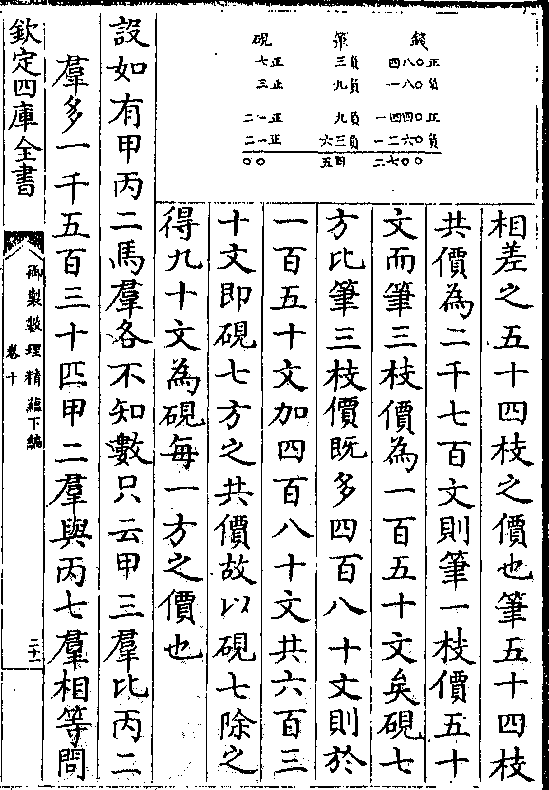 硯 筆 錢
七正 三負 四八〇正
三正 九負 一八〇負
二一正 九負 一四四〇正
二一正 六三負 一二六〇負
〇〇 五四 二七〇〇
相差之五十四枝之價也筆五十四枝
共價為二千七百文則筆一枝價五十
文而筆三枝價為一百五十文矣硯七
方比筆三枝價既多四百八十文則於
一百五十文加四百八十文共六百三
十文即硯七方之共價故以硯七除之
得九十文為硯每一方之價也
設如有甲丙二馬羣各不知數只云甲三羣比丙二
羣多一千五百三十匹甲二羣與丙七羣相等問
欽定四庫全書
御製數理精蘊下編
卷十
二十一